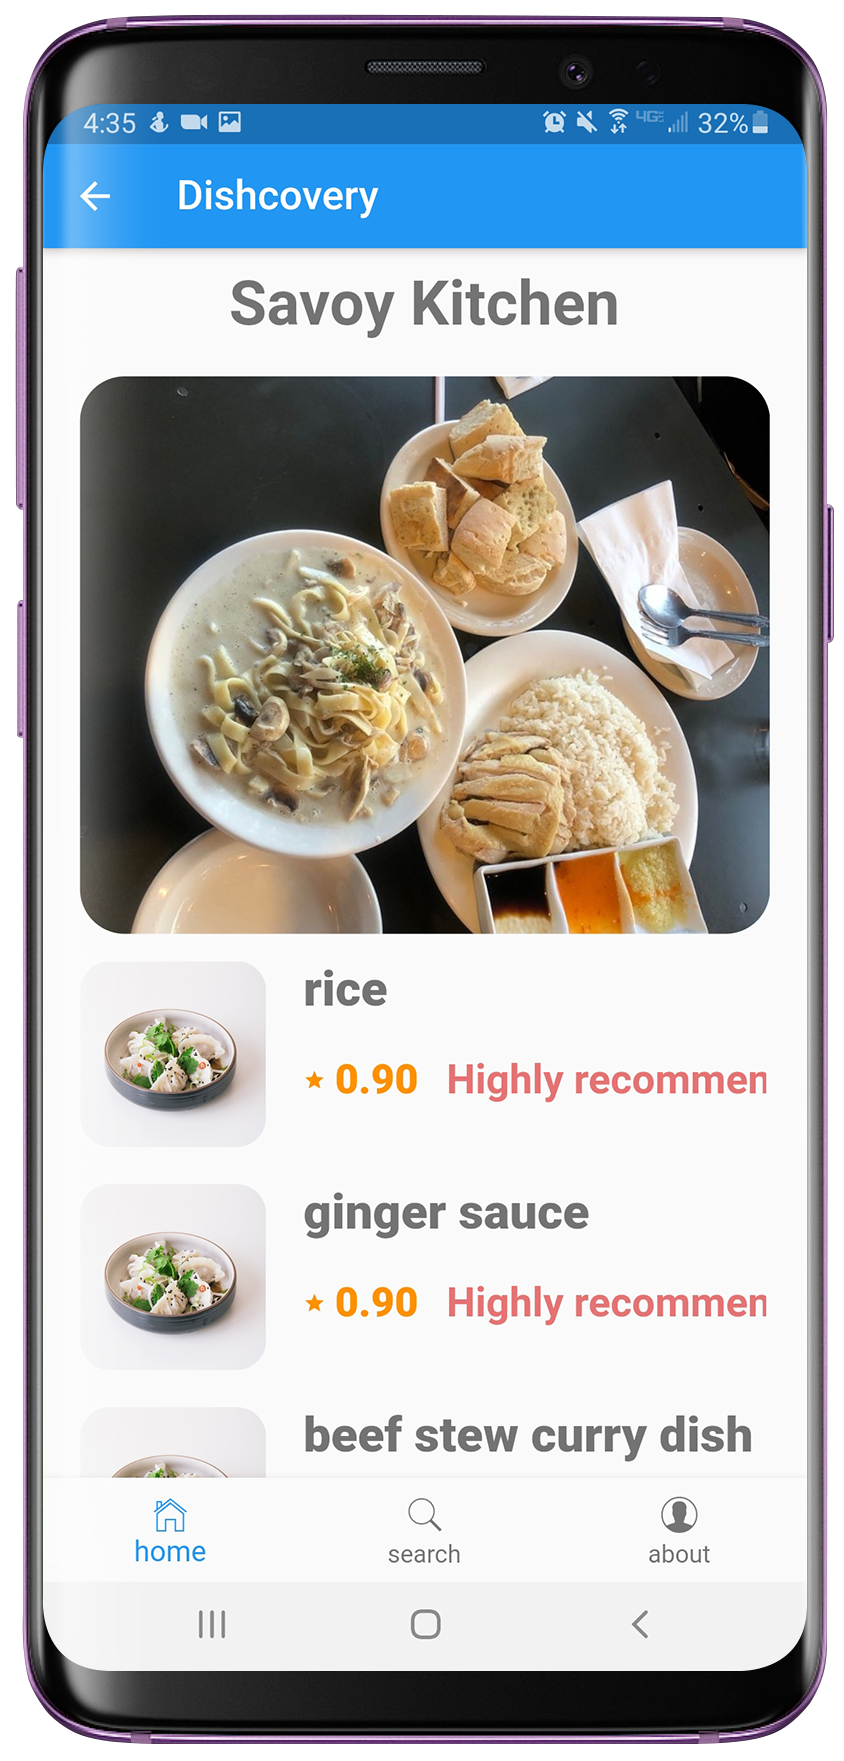 4:35 4GE 32%
Dishcovery
Savoy Kitchen
rice
0.90 Highly recommen
ginger sauce
0.90 Highly recommen
beef stew curry dish
home search about